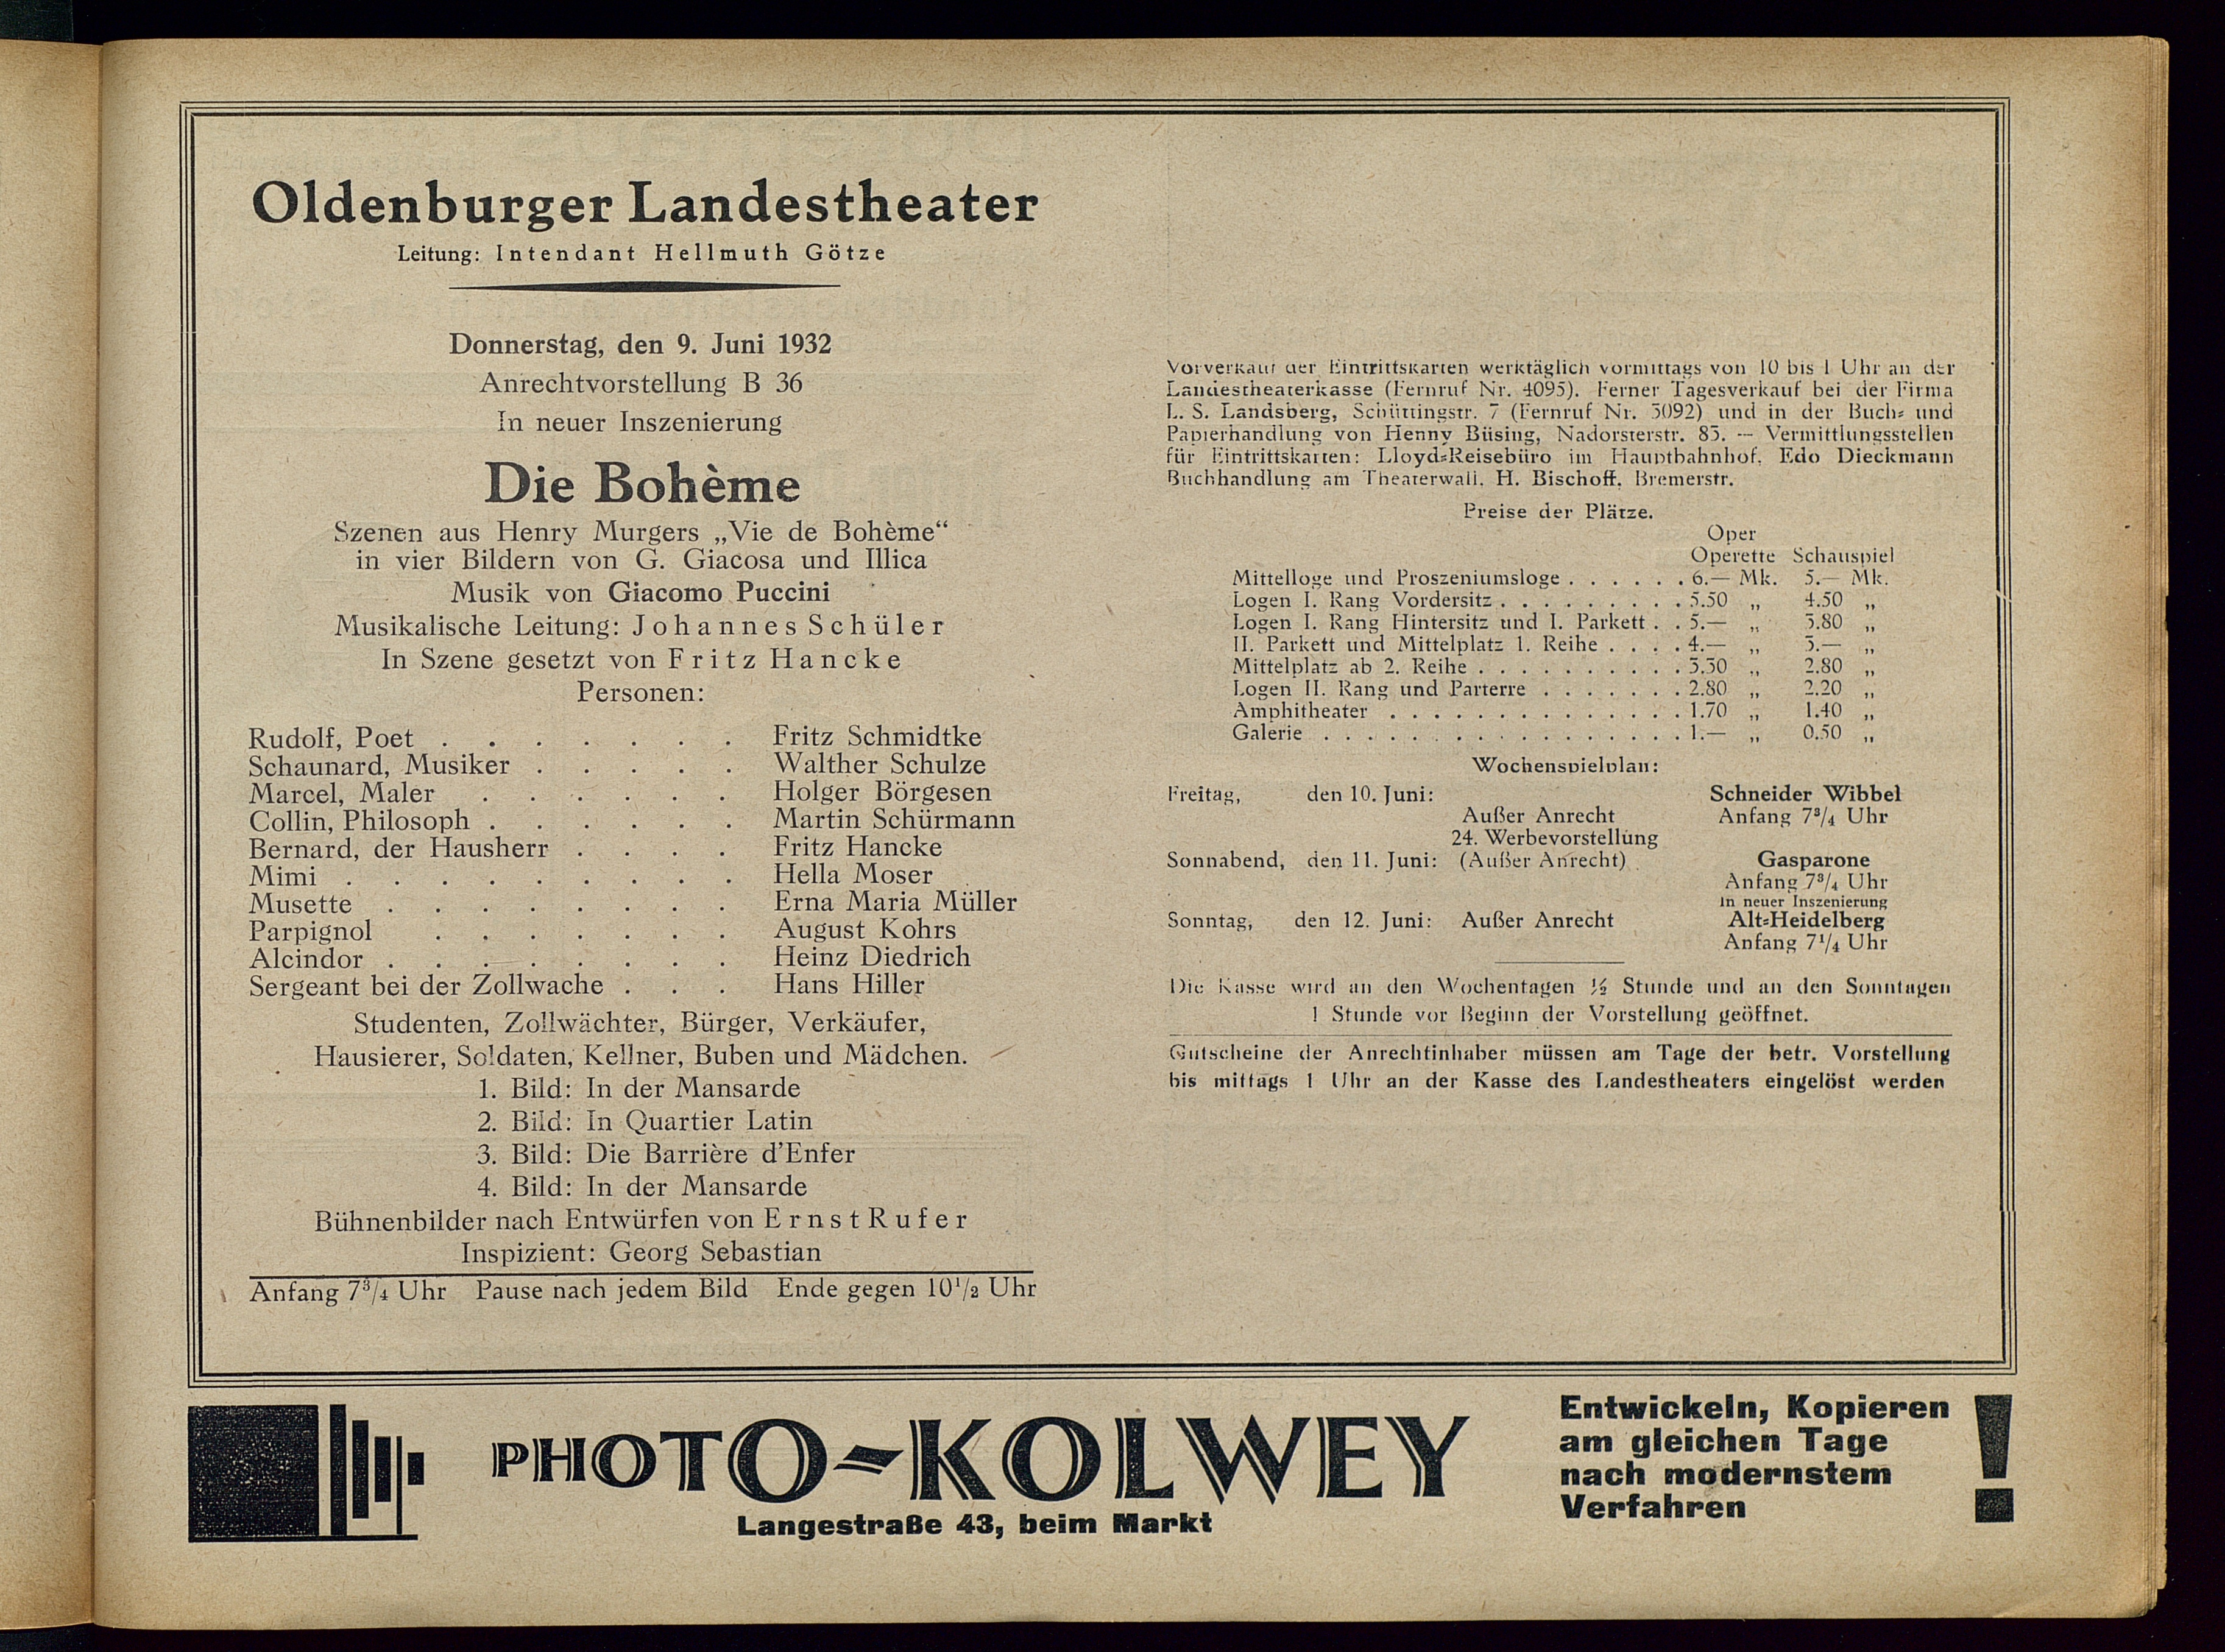 Oldenburger Landestheater
Leitung: Intendant Hellmuth Götze
Donnerstag, den 9. Juni 1932
Anrechtvorstellung B 36
In neuer Inszenierung
Die Bohème
Szenen aus Henry Murgers „Vie de Bohème“
in vier Bildern von G. Giacosa und Illica
Musik von Giacomo Puccini
Musikalische Leitung: Johannes Schüler
In Szene gesetzt von Fritz Hancke
Personen:
Rudolf, Poet . . . . . . . Fritz Schmidtke
Schaunard, Musiker . . . . . Walther Schulze
Marcel, Maler . . . . . . Holger Börgesen
Collin, Philosoph . . . . . . Martin Schürmann
Bernard, der Hausherr . . . . Fritz Hancke
Mimi . . . . . . . . . Hella Moser
Musette . . . . . . . . Erna Maria Müller
Parpignol . . . . . . . August Kohrs
Alcindor . . . . . . . . Heinz Diedrich
Sergeant bei der Zollwache . . . Hans Hiller
Studenten, Zollwächter, Bürger, Verkäufer,
Hausierer, Soldaten, Kellner, Buben und Mädchen.
1. Bild: In der Mansarde
2. Bild: In Quartier Latin
3. Bild: Die Barrière d'Enfer
4. Bild: In der Mansarde
Bühnenbilder nach Entwürfen von Ernst Rufer
Inspizient: Georg Sebastian
Anfang 7¾ Uhr Pause nach jedem Bild Ende gegen 10½ Uhr
Vorverkauf der Eintrittskarten werktäglich vormittags von 10 bis 1 Uhr an der
Landestheaterkasse (Fernruf Nr. 4095). Ferner Tagesverkauf bei der Firma
L. S. Landsberg, Schüttingstr. 7 (Fernruf Nr. 5092) und in der Buch- und
Papierhandlung von Henny Büsing, Nadorsterstr. 85. — Vermittlungsstellen
für Eintrittskarten: Lloyd-Reisebüro im Hauptbahnhof. Edo Dieckmann
Buchhandlung am Theaterwall. H. Bischoff, Bremerstr.
Preise der Plätze.
Oper
Operette Schauspiel
Mittelloge und Proszeniumsloge . . . . . . 6.— Mk. 5.— Mk.
Logen I. Rang Vordersitz . . . . . . . . . 5.50 „ 4.50 „
Logen I. Rang Hintersitz und I. Parkett . . 5.— „ 3.80 „
II. Parkett und Mittelplatz 1. Reihe . . . . 4.— „ 3.— „
Mittelplatz ab 2. Reihe . . . . . . . . . . 3.50 „ 2.80 „
Logen II. Rang und Parterre . . . . . . . 2.80 „ 2.20 „
Amphitheater . . . . . . . . . . . . . . 1.70 „ 1.40 „
Galerie . . . . . . . . . . . . . . . . . 1.— „ 0.50 „
Wochenspielplan:
Freitag, den 10. Juni: Schneider Wibbel
Außer Anrecht Anfang 7¾ Uhr
24. Werbevorstellung
Sonnabend, den 11. Juni: (Außer Anrecht) Gasparone
Anfang 7¾ Uhr
In neuer Inszenierung
Sonntag, den 12. Juni: Außer Anrecht Alt-Heidelberg
Anfang 7¼ Uhr
Die Kasse wird an den Wochentagen ½ Stunde und an den Sonntagen
1 Stunde vor Beginn der Vorstellung geöffnet.
Gutscheine der Anrechtinhaber müssen am Tage der betr. Vorstellung
bis mittags 1 Uhr an der Kasse des Landestheaters eingelöst werden
PHOTO-KOLWEY
Langestraße 43, beim Markt
Entwickeln, Kopieren
am gleichen Tage
nach modernstem
Verfahren !